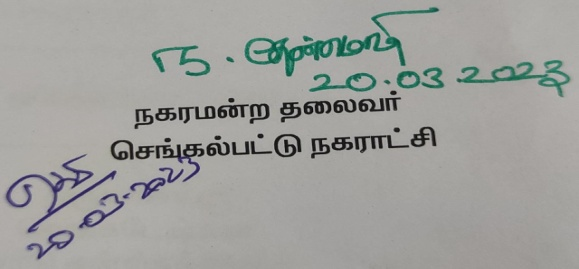 தே. தேன்மொழி
20.03.2023
நகரமன்ற தலைவர்
செங்கல்பட்டு நகராட்சி
20.03.2023